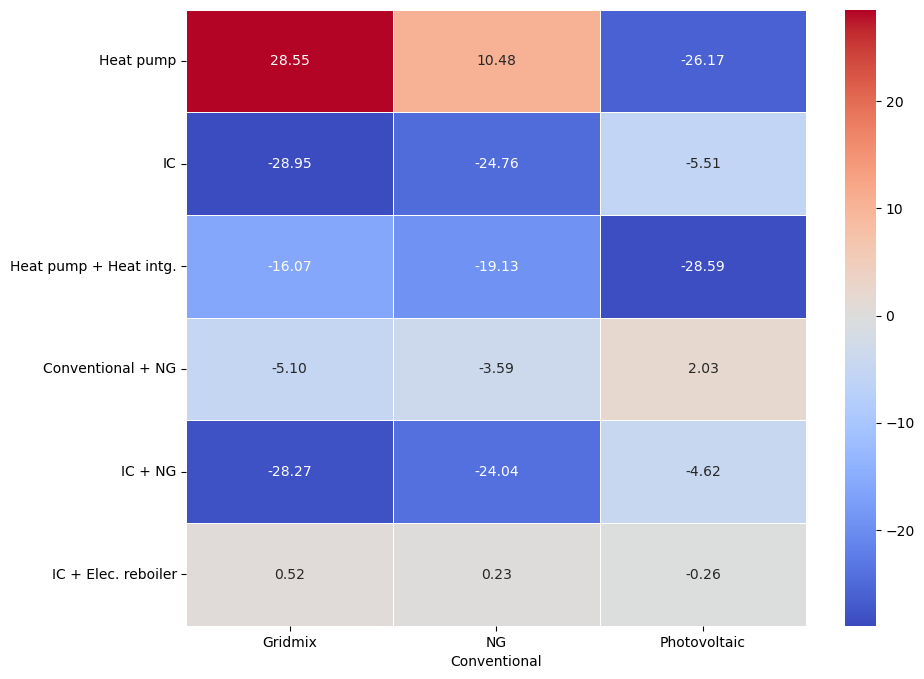 Heat pump 28.55 10.48 -26.17
IC -28.95 -24.76 -5.51
Heat pump + Heat intg. -16.07 -19.13 -28.59
Conventional + NG -5.10 -3.59 2.03
IC + NG -28.27 -24.04 -4.62
IC + Elec. reboiler 0.52 0.23 -0.26
Gridmix NG Photovoltaic
Conventional
20
10
0
−10
−20